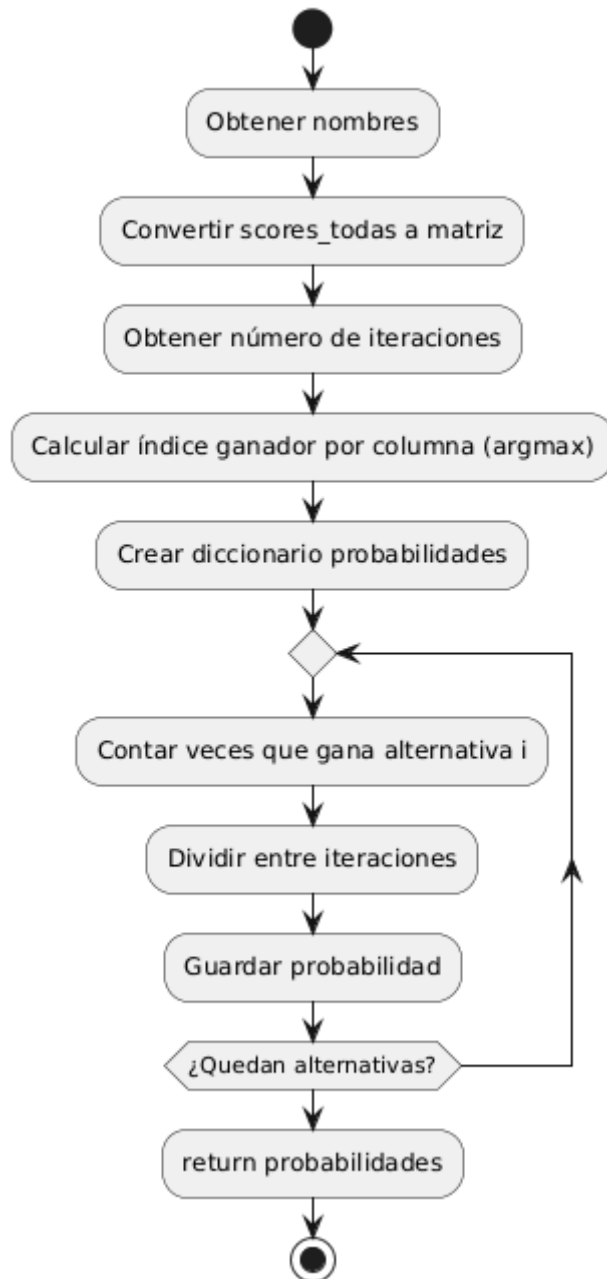 Obtener nombres
Convertir scores_todas a matriz
Obtener número de iteraciones
Calcular índice ganador por columna (argmax)
Crear diccionario probabilidades
Contar veces que gana alternativa i
Dividir entre iteraciones
Guardar probabilidad
¿Quedan alternativas?
return probabilidades